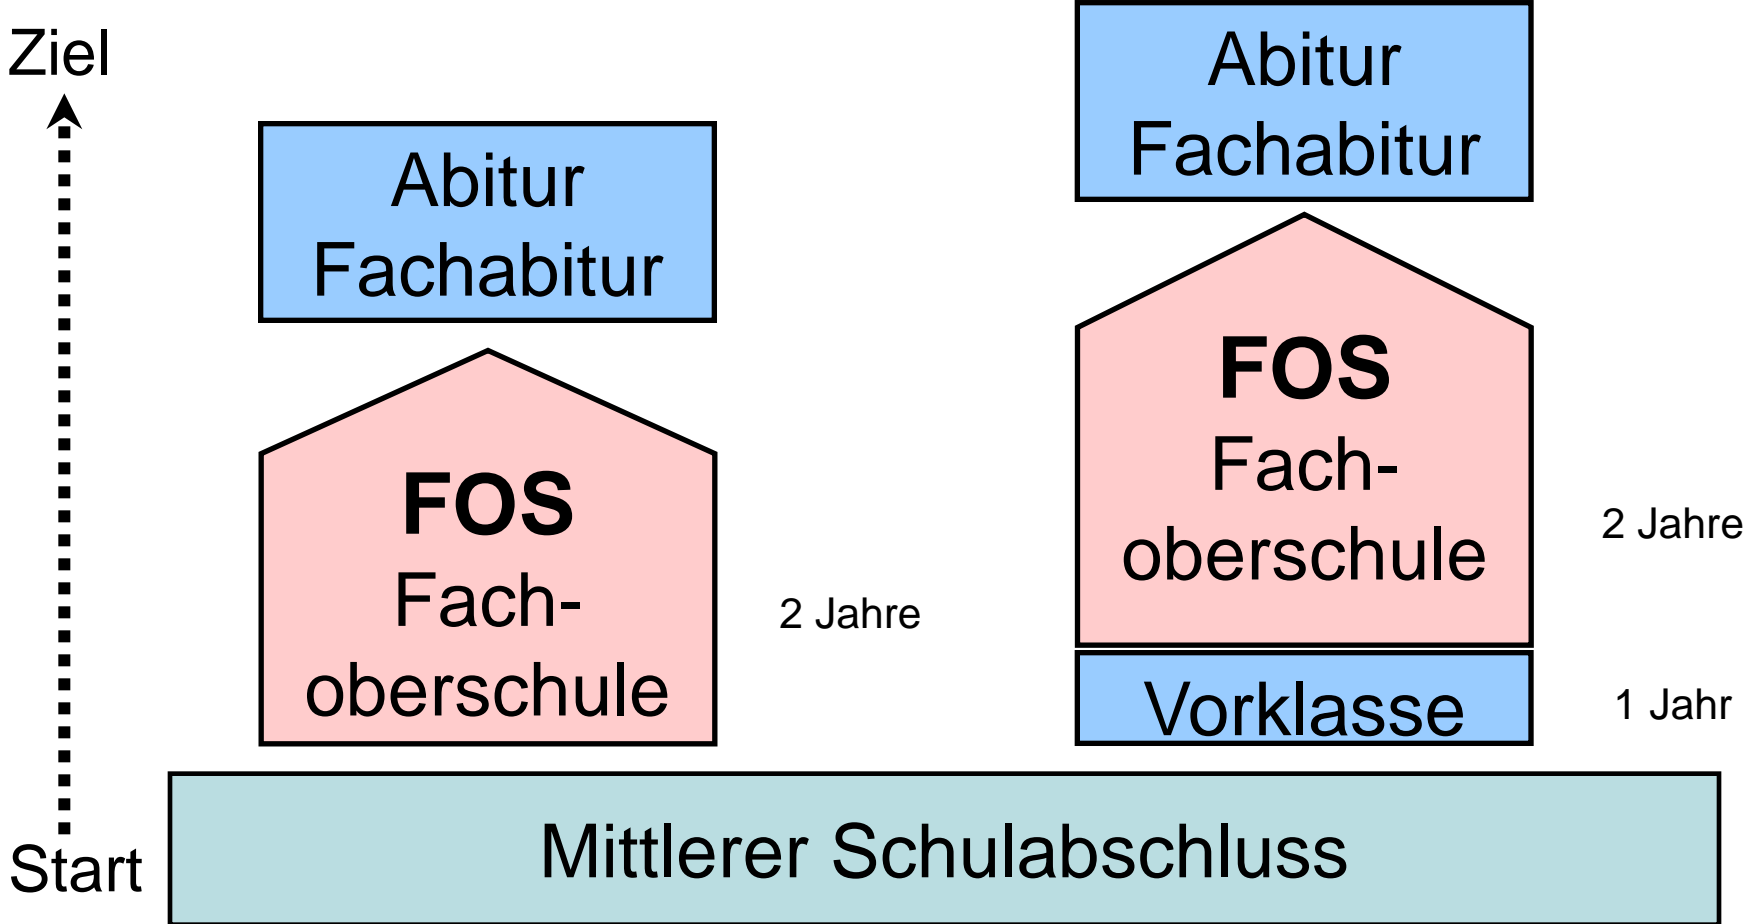 Ziel
Abitur
Fachabitur
FOS
Fach-
oberschule
2 Jahre
Abitur
Fachabitur
FOS
Fach-
oberschule
2 Jahre
Vorklasse
1 Jahr
Start
Mittlerer Schulabschluss